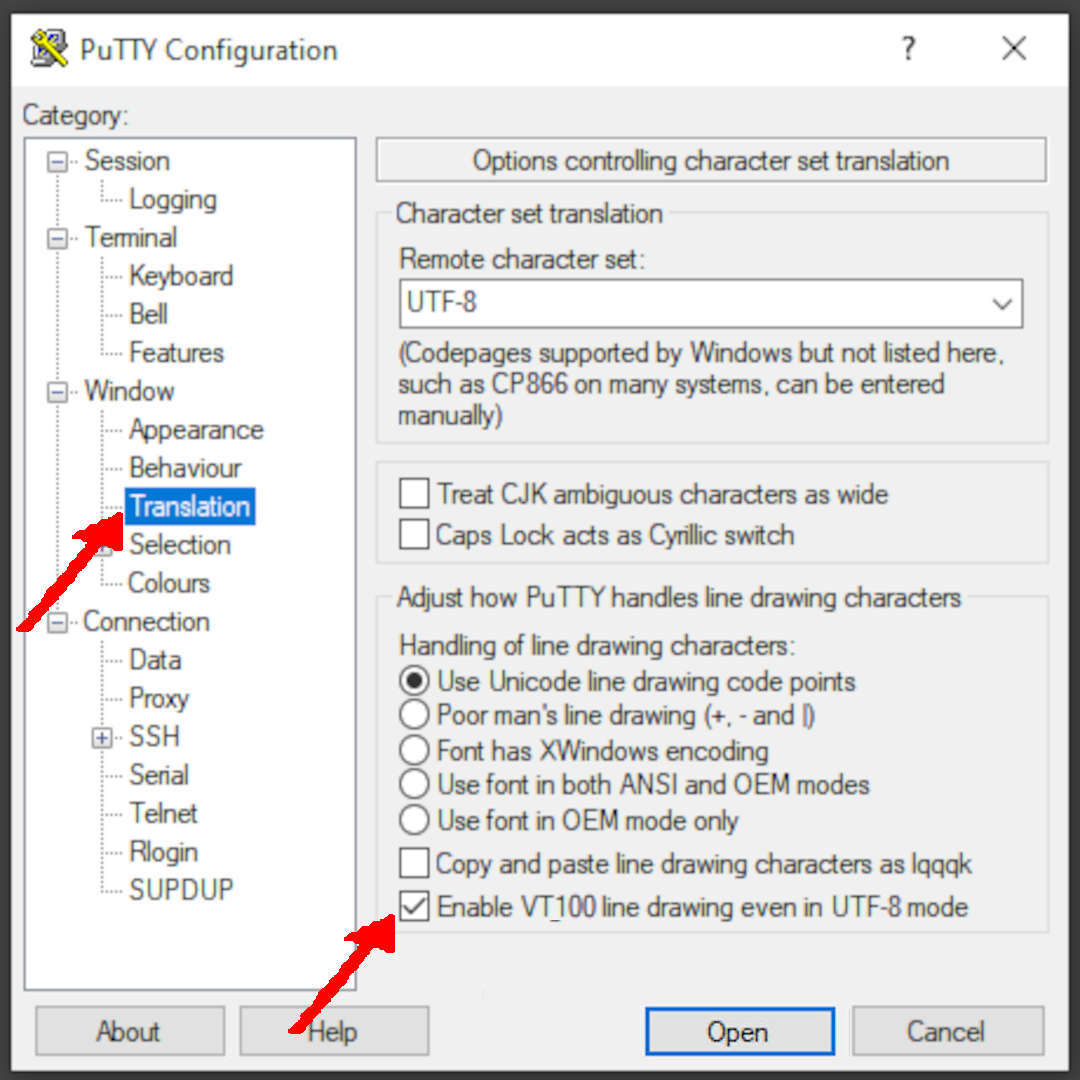 PuTTY Configuration
?
Category:
Session
Logging
Terminal
Keyboard
Bell
Features
Window
Appearance
Behaviour
Translation
Selection
Colours
Connection
Data
Proxy
SSH
Serial
Telnet
Rlogin
SUPDUP
Options controlling character set translation
Character set translation
Remote character set:
UTF-8
(Codepages supported by Windows but not listed here,
such as CP866 on many systems, can be entered
manually)
Treat CJK ambiguous characters as wide
Caps Lock acts as Cyrillic switch
Adjust how PuTTY handles line drawing characters
Handling of line drawing characters:
Use Unicode line drawing code points
Poor man's line drawing (+, - and |)
Font has XWindows encoding
Use font in both ANSI and OEM modes
Use font in OEM mode only
Copy and paste line drawing characters as lqqqk
Enable VT100 line drawing even in UTF-8 mode
About
Help
Open
Cancel